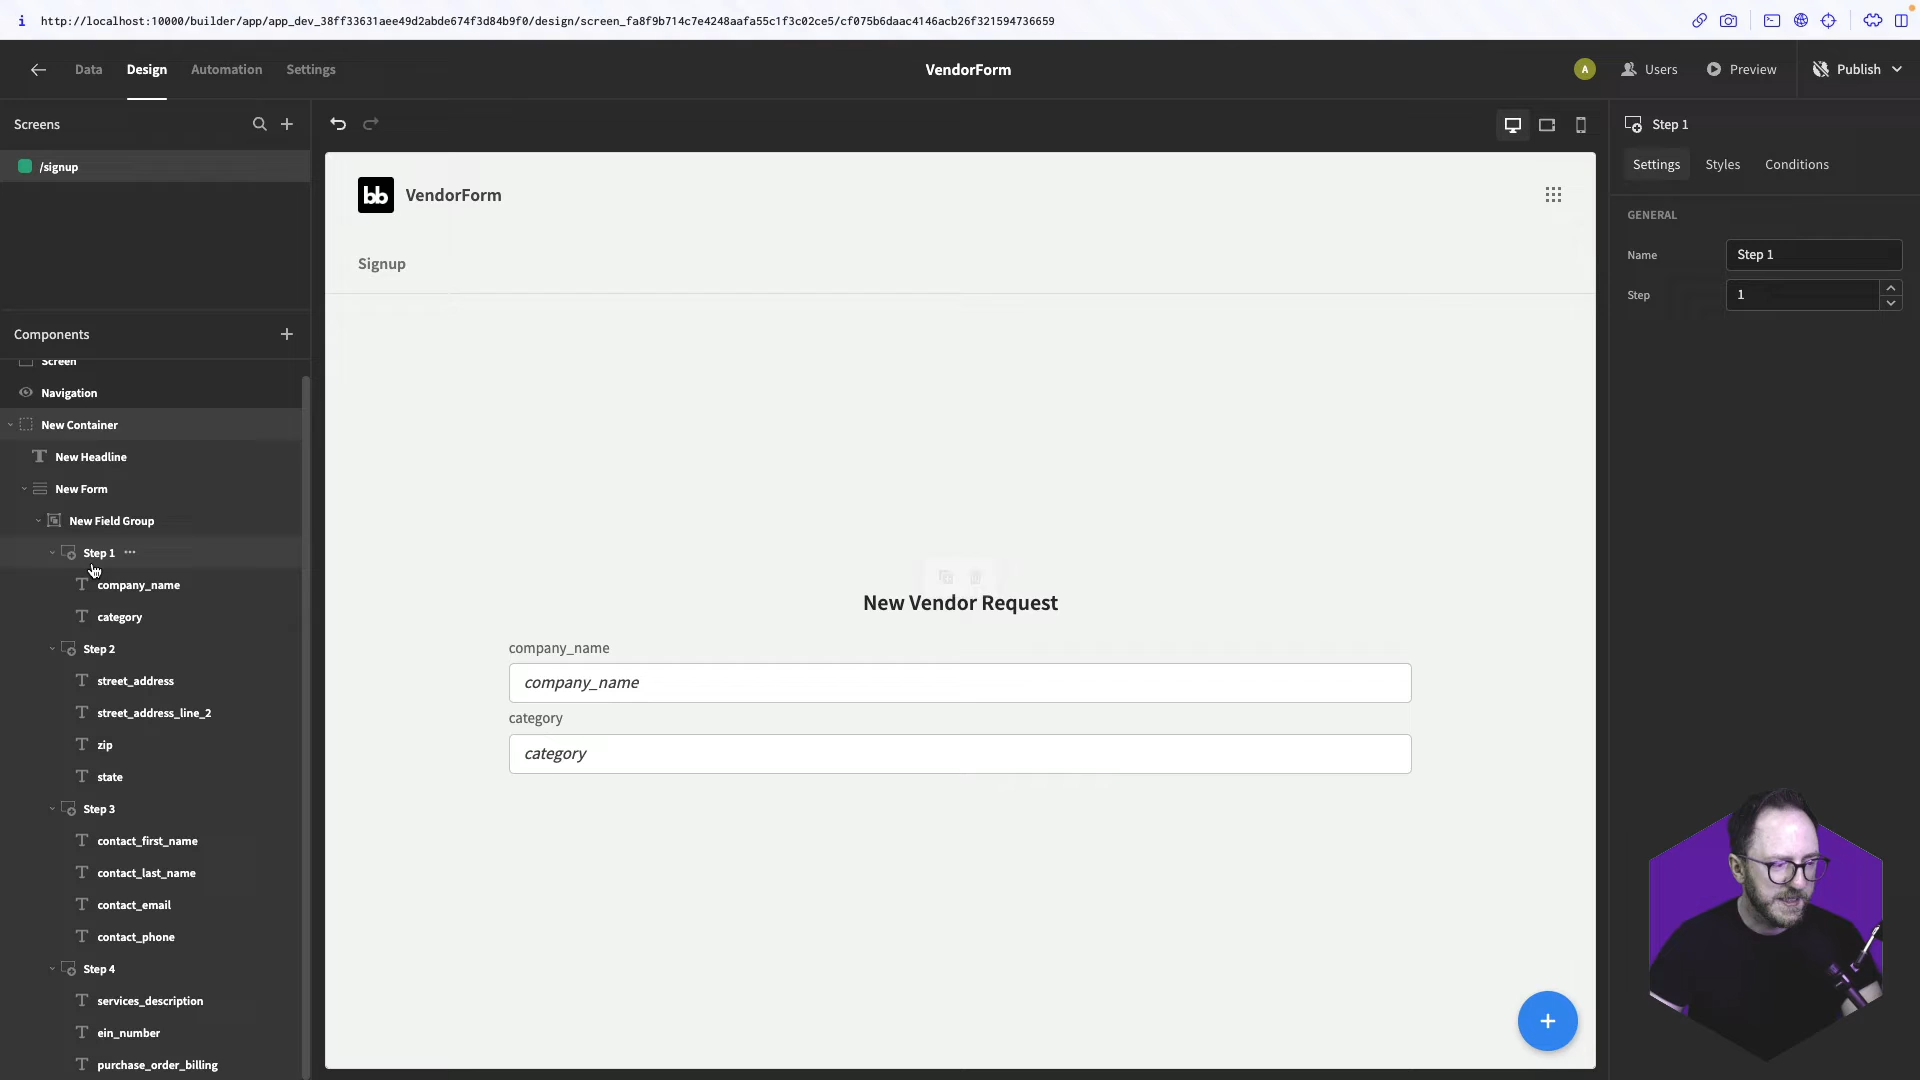 i http://localhost:10000/builder/app/app_dev_38ff33631aee49d2abde674f3d84b9f0/design/screen_fa8f9b714c7e4248aafa55c1f3c02ce5/cf075b6daac4146acb26f321594736659
Data Design Automation Settings
VendorForm
A Users Preview Publish
Screens
/signup
Components
Screen
Navigation
New Container
New Headline
New Form
New Field Group
Step 1
company_name
category
Step 2
street_address
street_address_line_2
zip
state
Step 3
contact_first_name
contact_last_name
contact_email
contact_phone
Step 4
services_description
ein_number
purchase_order_billing
bb VendorForm
Signup
New Vendor Request
company_name
company_name
category
category
Step 1
Settings Styles Conditions
GENERAL
Name Step 1
Step 1